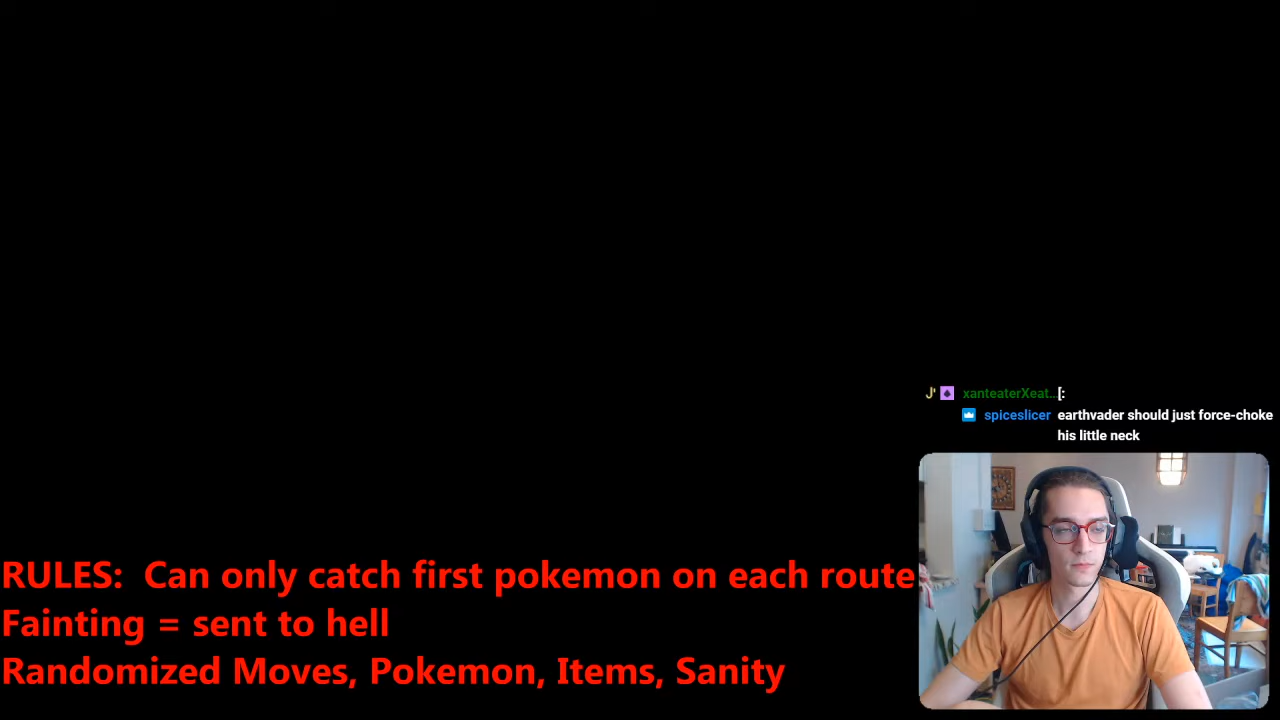 xanteaterXeat.. [:
spiceslicer earthvader should just force-choke
his little neck
RULES:  Can only catch first pokemon on each route
Fainting = sent to hell
Randomized Moves, Pokemon, Items, Sanity